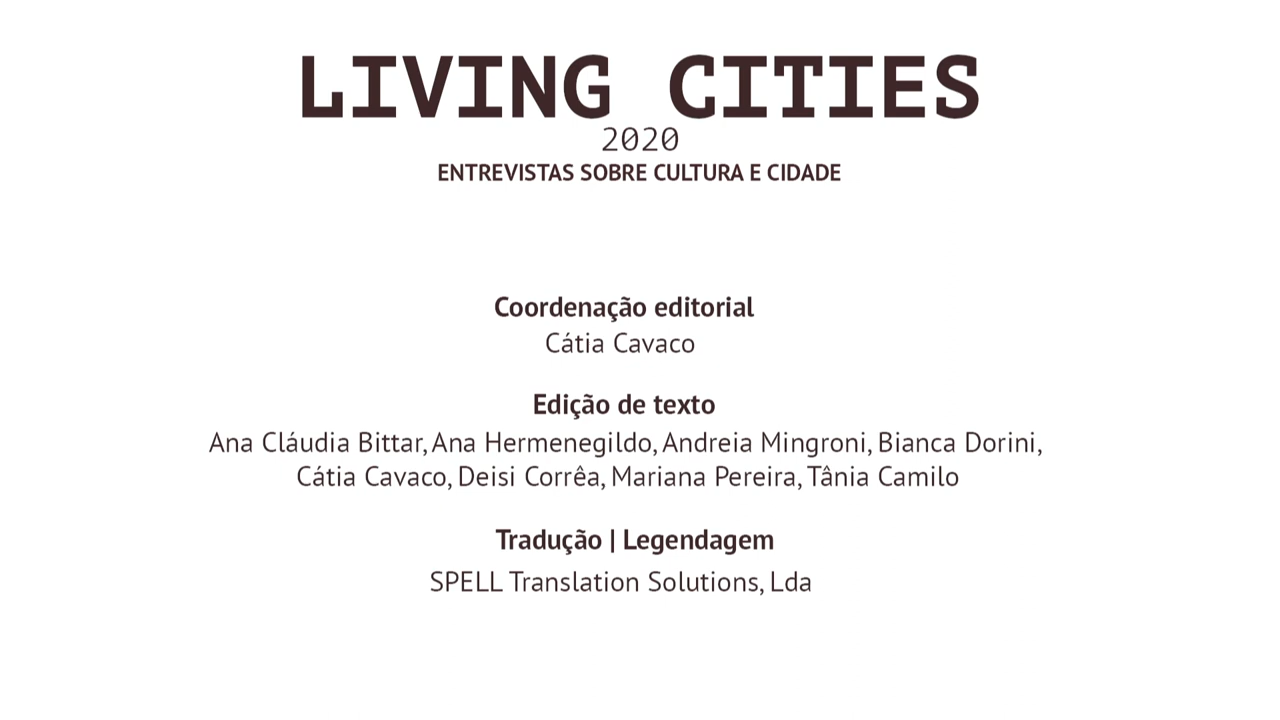 LIVING CITIES
2020
ENTREVISTAS SOBRE CULTURA E CIDADE
Coordenação editorial
Cátia Cavaco
Edição de texto
Ana Cláudia Bittar, Ana Hermenegildo, Andreia Mingroni, Bianca Dorini,
Cátia Cavaco, Deisi Corrêa, Mariana Pereira, Tânia Camilo
Tradução | Legendagem
SPELL Translation Solutions, Lda